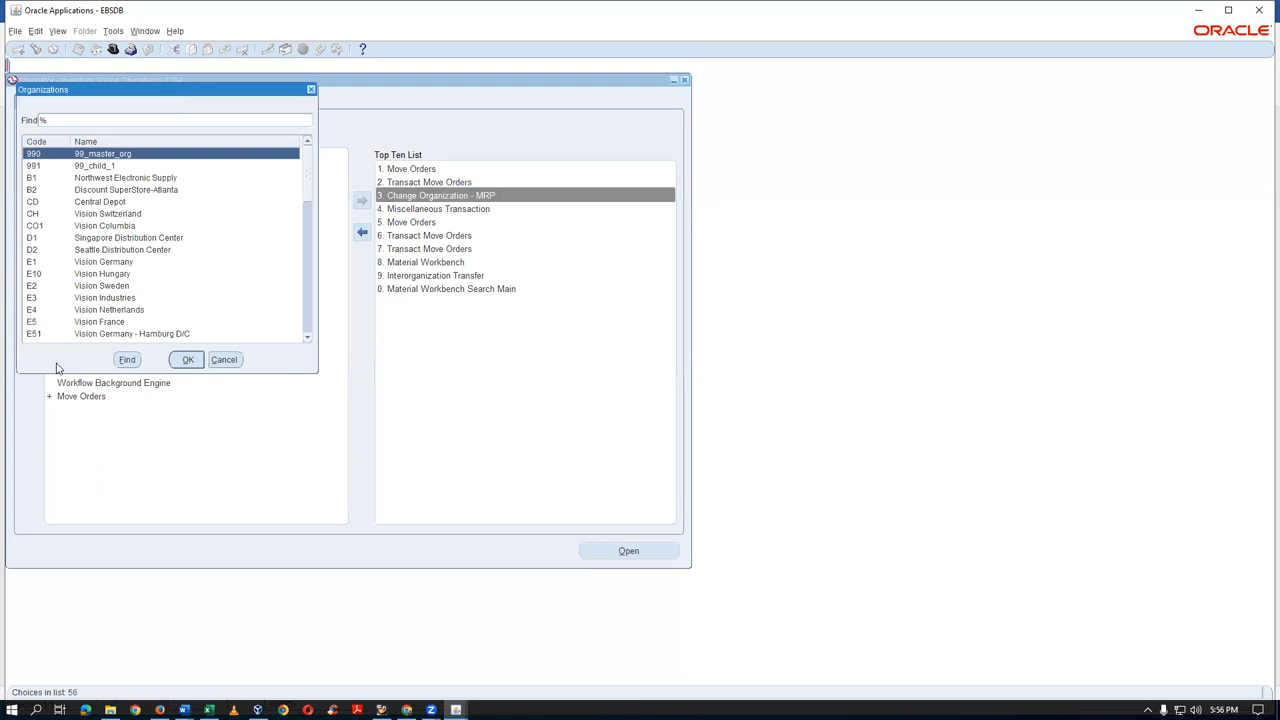 Oracle Applications - EBSDB
File Edit View Folder Tools Window Help
ORACLE
Organizations
Find %
Code Name
990 99_master_org
991 99_child_1
B1 Northwest Electronic Supply
B2 Discount SuperStore-Atlanta
CD Central Depot
CH Vision Switzerland
CO1 Vision Columbia
D1 Singapore Distribution Center
D2 Seattle Distribution Center
E1 Vision Germany
E10 Vision Hungary
E2 Vision Sweden
E3 Vision Industries
E4 Vision Netherlands
E5 Vision France
E51 Vision Germany - Hamburg D/C
Find OK Cancel
Workflow Background Engine
+ Move Orders
Top Ten List
1. Move Orders
2. Transact Move Orders
3. Change Organization - MRP
4. Miscellaneous Transaction
5. Move Orders
6. Transact Move Orders
7. Transact Move Orders
8. Material Workbench
9. Interorganization Transfer
0. Material Workbench Search Main
Open
Choices in list: 56
5:56 PM